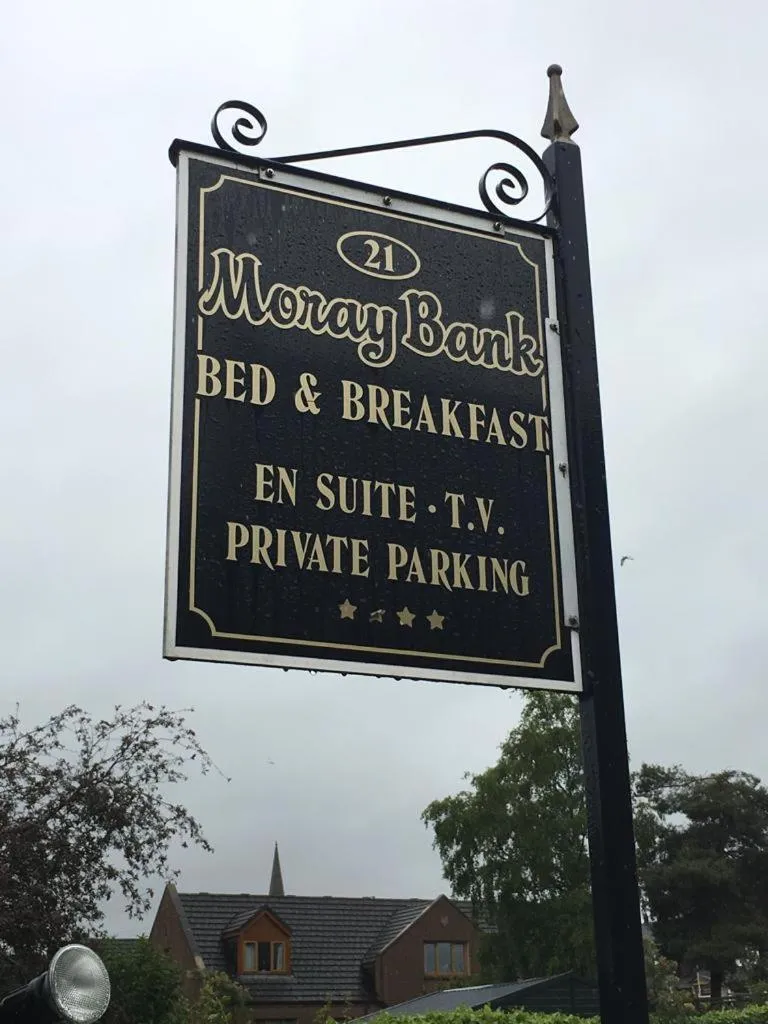 21
Moray Bank
BED & BREAKFAST
EN SUITE · T.V.
PRIVATE PARKING